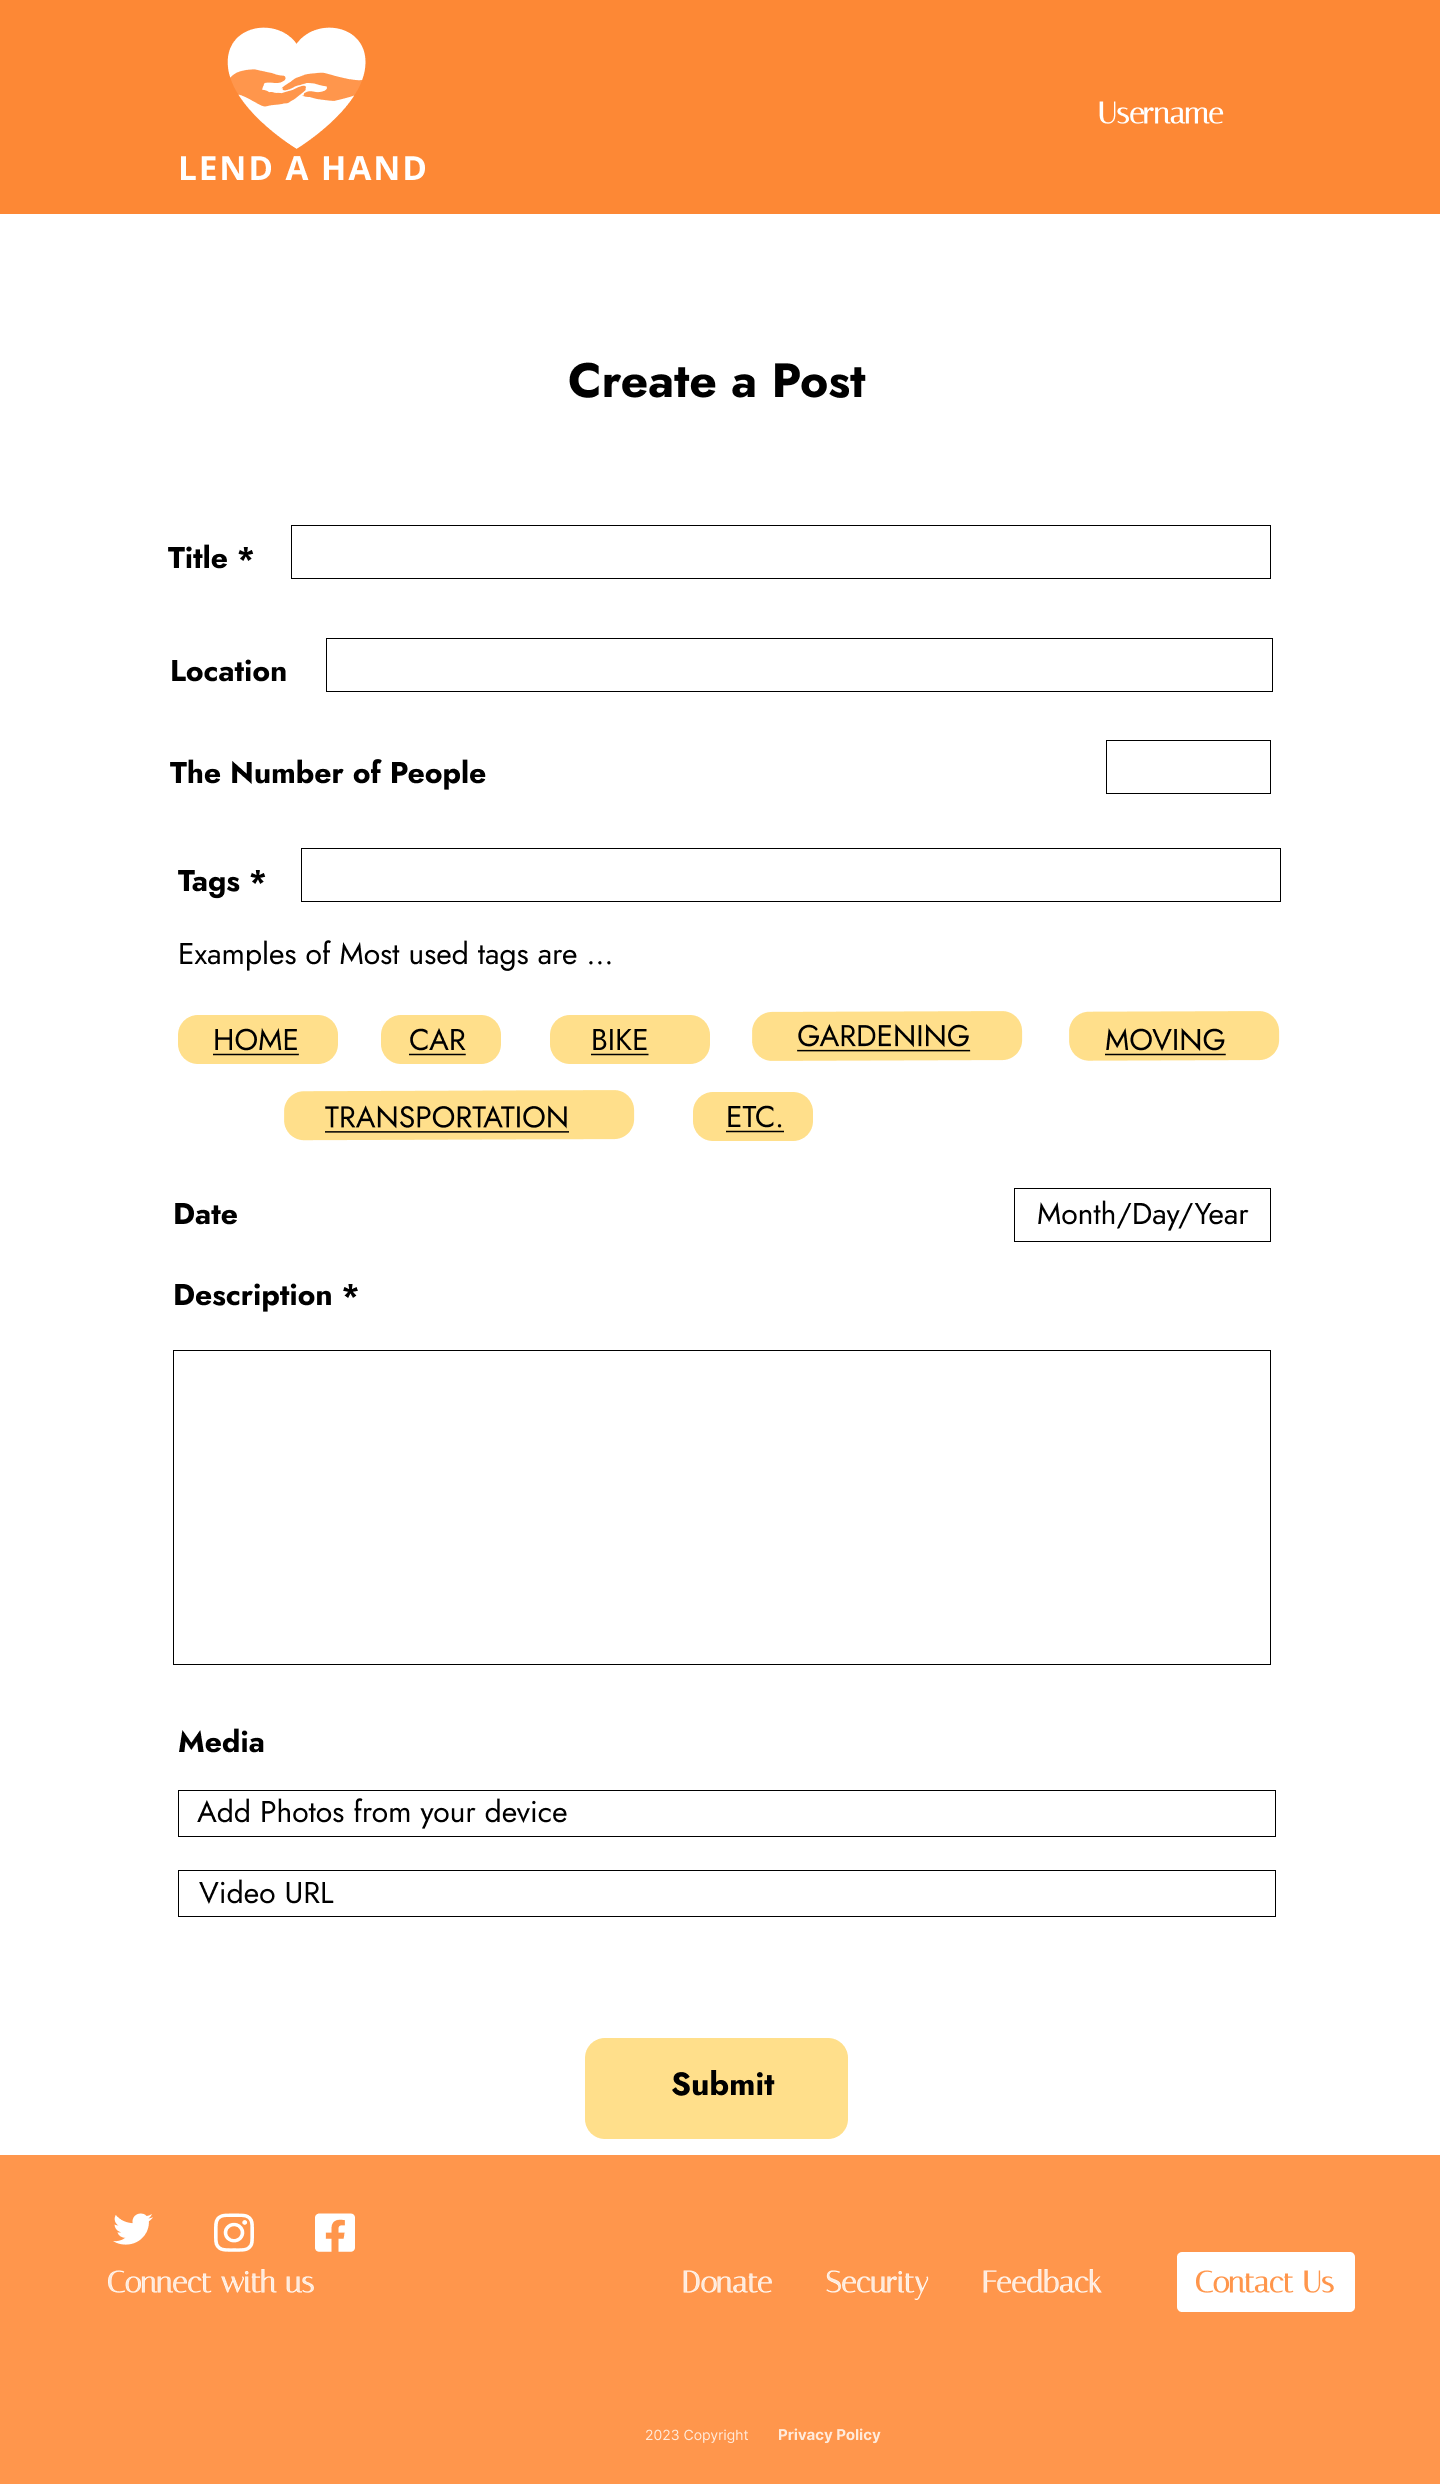 LEND A HAND
Username
Create a Post
Title *
Location
The Number of People
Tags *
Examples of Most used tags are ...
HOME CAR BIKE GARDENING MOVING
TRANSPORTATION ETC.
Date Month/Day/Year
Description *
Media
Add Photos from your device
Video URL
Submit
Connect with us Donate Security Feedback Contact Us
2023 Copyright Privacy Policy